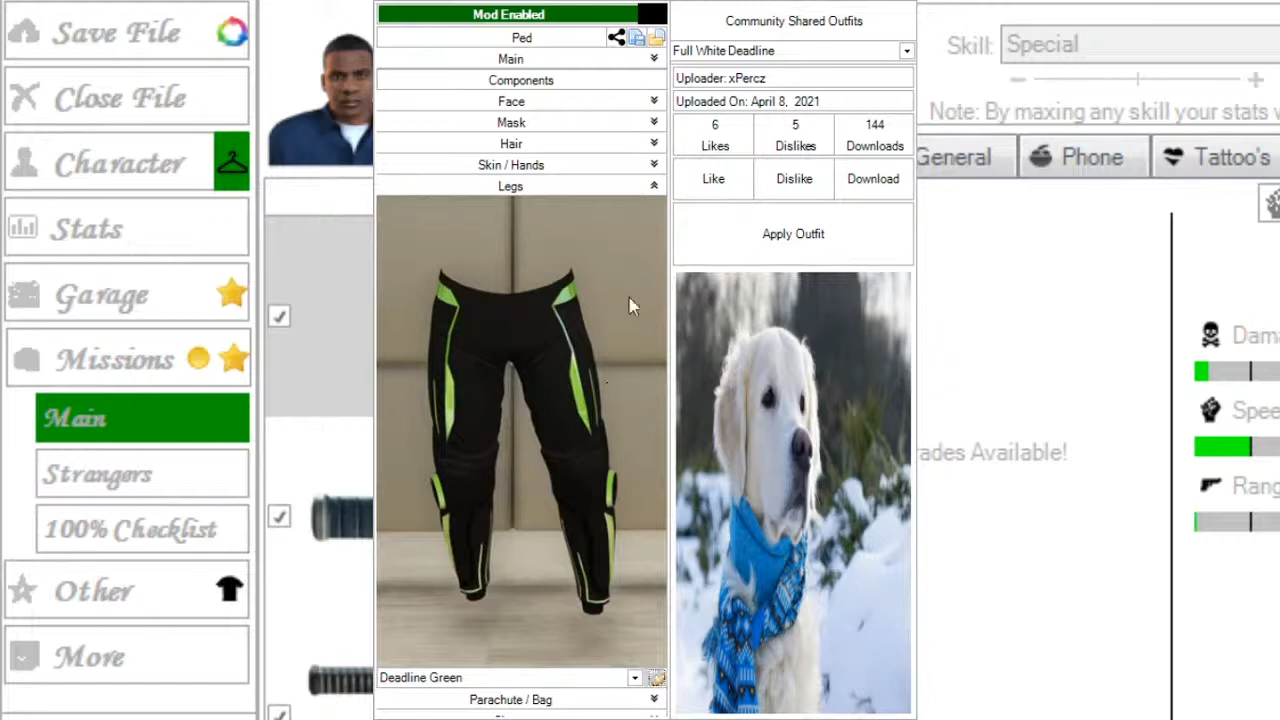 Save File
Close File
Character
Stats
Garage
Missions
Main
Strangers
100% Checklist
Other
More
Mod Enabled
Ped
Main
Components
Face
Mask
Hair
Skin / Hands
Legs
Deadline Green
Parachute / Bag
Community Shared Outfits
Full White Deadline
Uploader: xPercz
Uploaded On: April 8, 2021
6 5 144
Likes Dislikes Downloads
Like Dislike Download
Apply Outfit
Skill: Special
Note: By maxing any skill your stats
General Phone Tattoo's
rades Available!
Dama
Spee
Rang